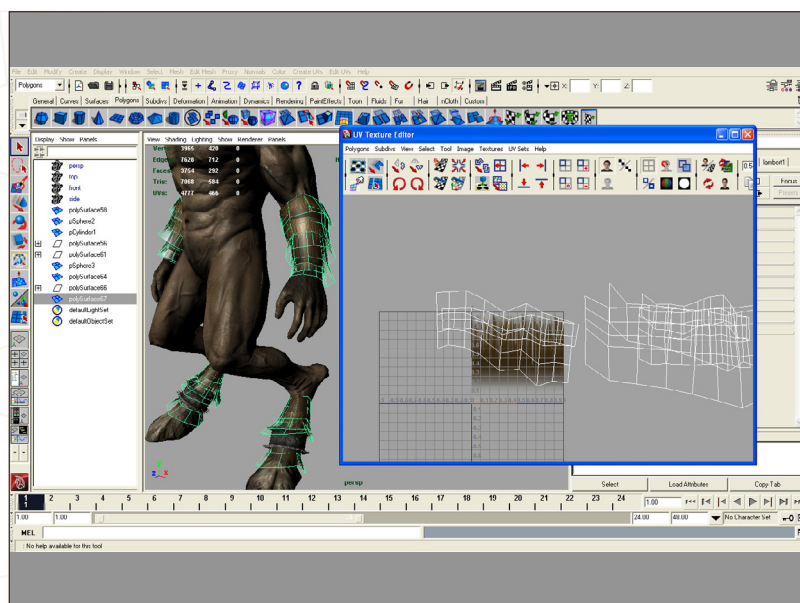 File Edit Modify Create Display Window Select Mesh Edit Mesh Proxy Normals Color Create UVs Edit UVs Help
Polygons X: Y: Z:
General Curves Surfaces Polygons Subdivs Deformation Animation Dynamics Rendering PaintEffects Toon Fluids Fur Hair nCloth Custom
Display Show Panels
View Shading Lighting Show Renderer Panels
UV Texture Editor
Polygons Subdivs View Select Tool Image Textures UV Sets Help
Verts 3965 420 0
Edges 7620 712 0
Faces 3754 292 0
Tris: 7068 584 0
UVs: 4777 466 0
persp
top
front
side
polySurface58
pSphere2
pCylinder1
polySurface56
polySurface61
pSphere3
polySurface64
polySurface66
polySurface67
defaultLightSet
defaultObjectSet
lambert1
Focus
Presets
persp
Select Load Attributes Copy Tab
1 2 3 4 5 6 7 8 9 10 11 12 13 14 15 16 17 18 19 20 21 22 23 24 1.00
1
1.00 1.00 24.00 48.00 No Character Set
MEL
: No help available for this tool